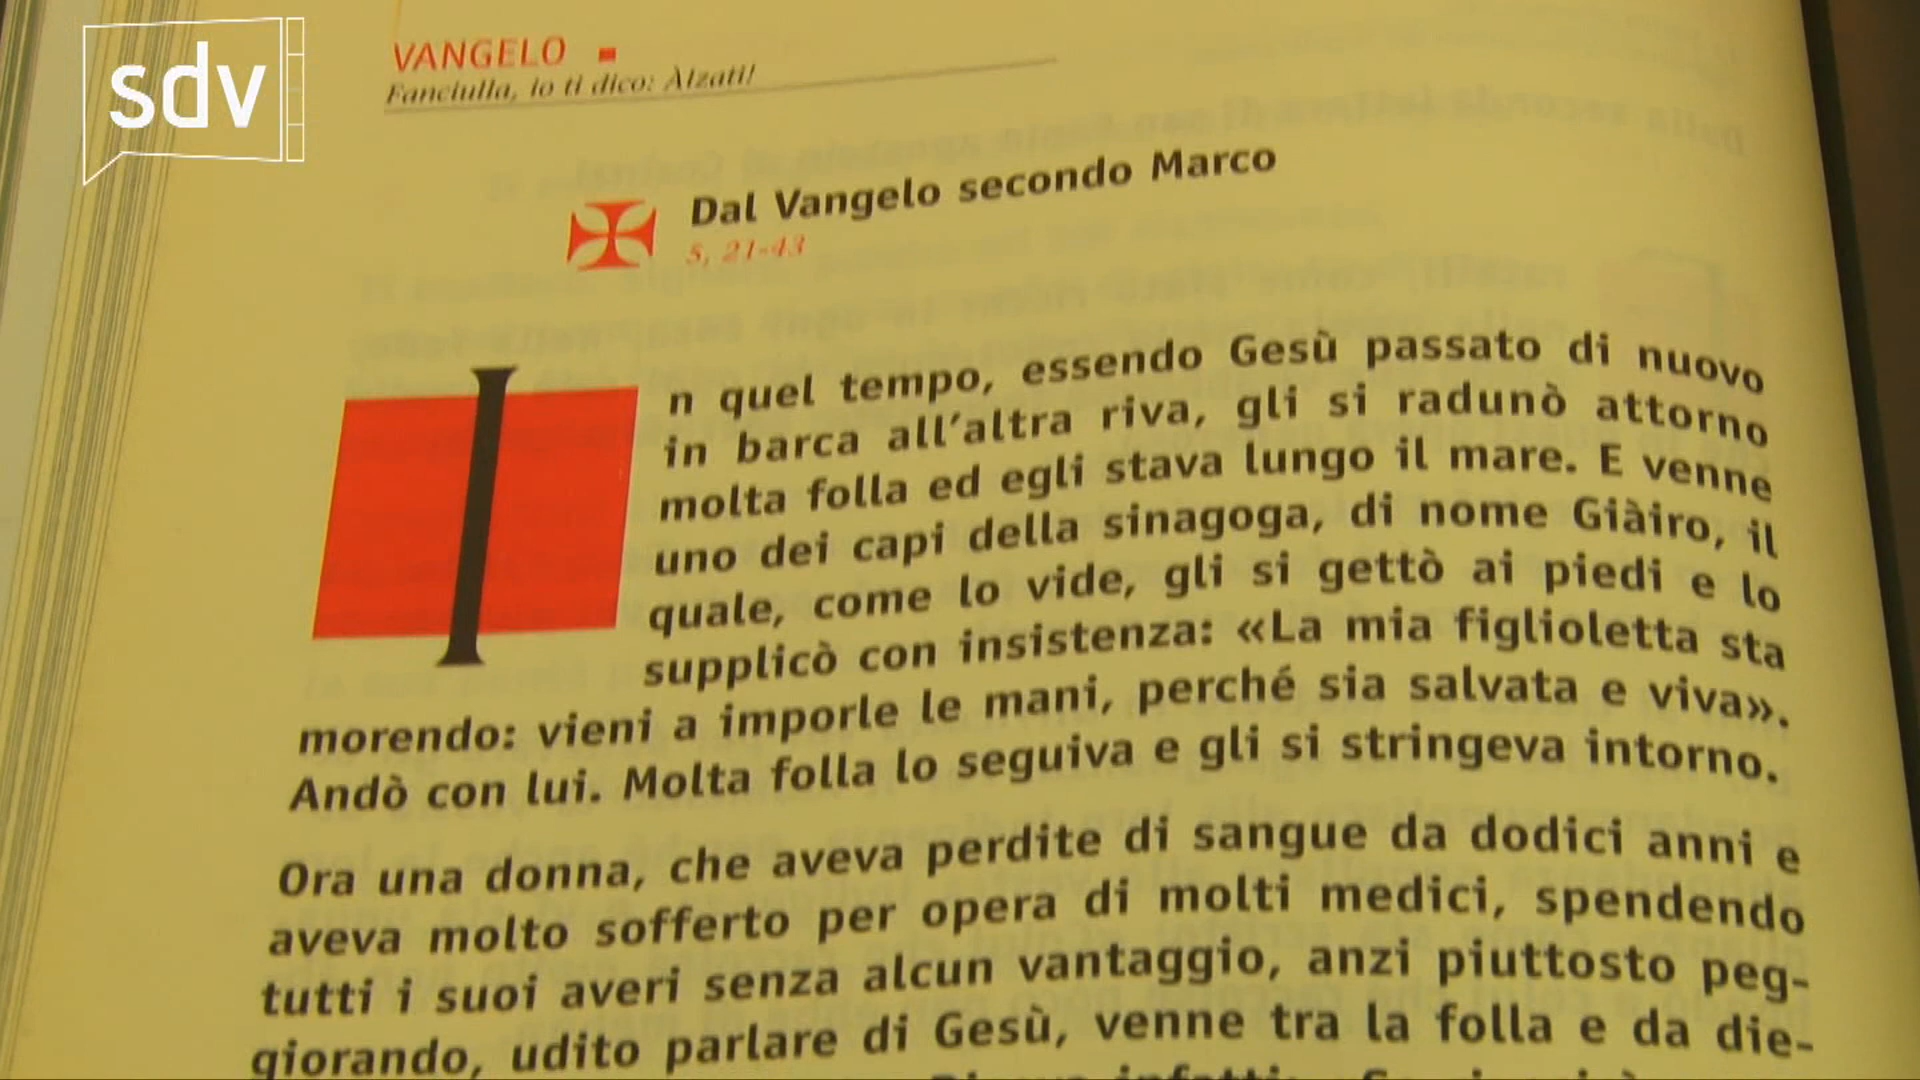 sdv
VANGELO
Fanciulla, io ti dico: Àlzati!
Dal Vangelo secondo Marco
5, 21-43
In quel tempo, essendo Gesù passato di nuovo
in barca all'altra riva, gli si radunò attorno
molta folla ed egli stava lungo il mare. E venne
uno dei capi della sinagoga, di nome Giàiro, il
quale, come lo vide, gli si gettò ai piedi e lo
supplicò con insistenza: «La mia figlioletta sta
morendo: vieni a imporle le mani, perché sia salvata e viva».
Andò con lui. Molta folla lo seguiva e gli si stringeva intorno.
Ora una donna, che aveva perdite di sangue da dodici anni e
aveva molto sofferto per opera di molti medici, spendendo
tutti i suoi averi senza alcun vantaggio, anzi piuttosto peg-
giorando, udito parlare di Gesù, venne tra la folla e da die-